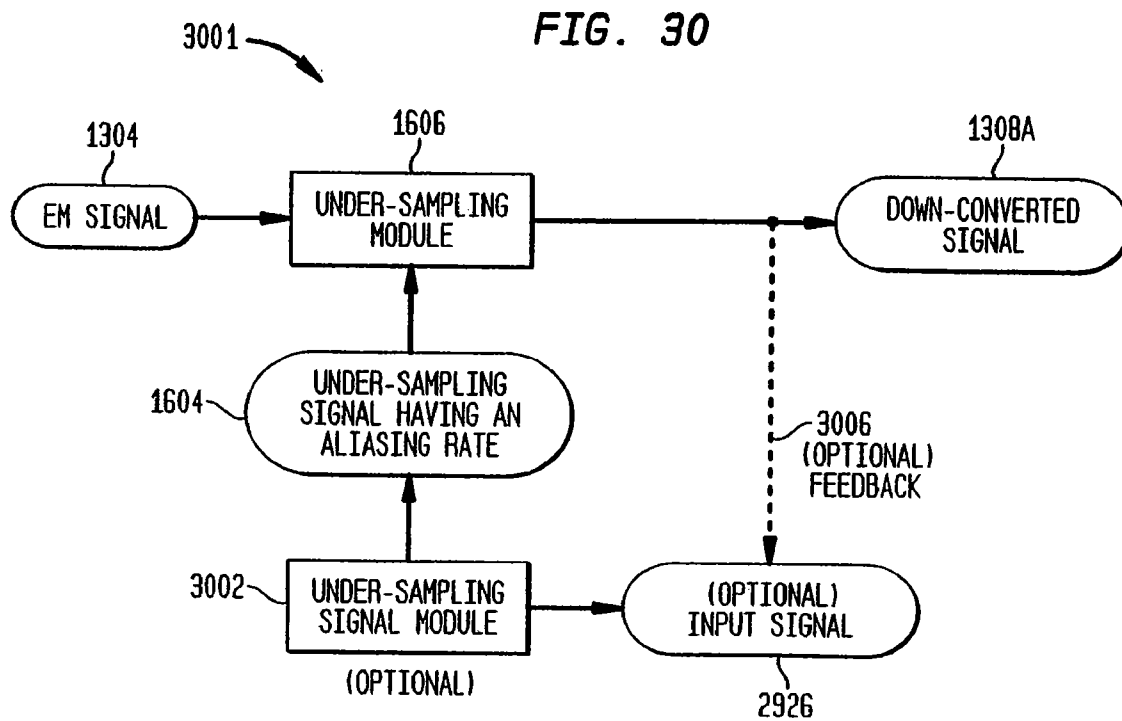 FIG. 30
3001
1304
1606
1308A
EM SIGNAL
UNDER-SAMPLING
MODULE
DOWN-CONVERTED
SIGNAL
1604
UNDER-SAMPLING
SIGNAL HAVING AN
ALIASING RATE
3006
(OPTIONAL)
FEEDBACK
3002
UNDER-SAMPLING
SIGNAL MODULE
(OPTIONAL)
(OPTIONAL)
INPUT SIGNAL
2926